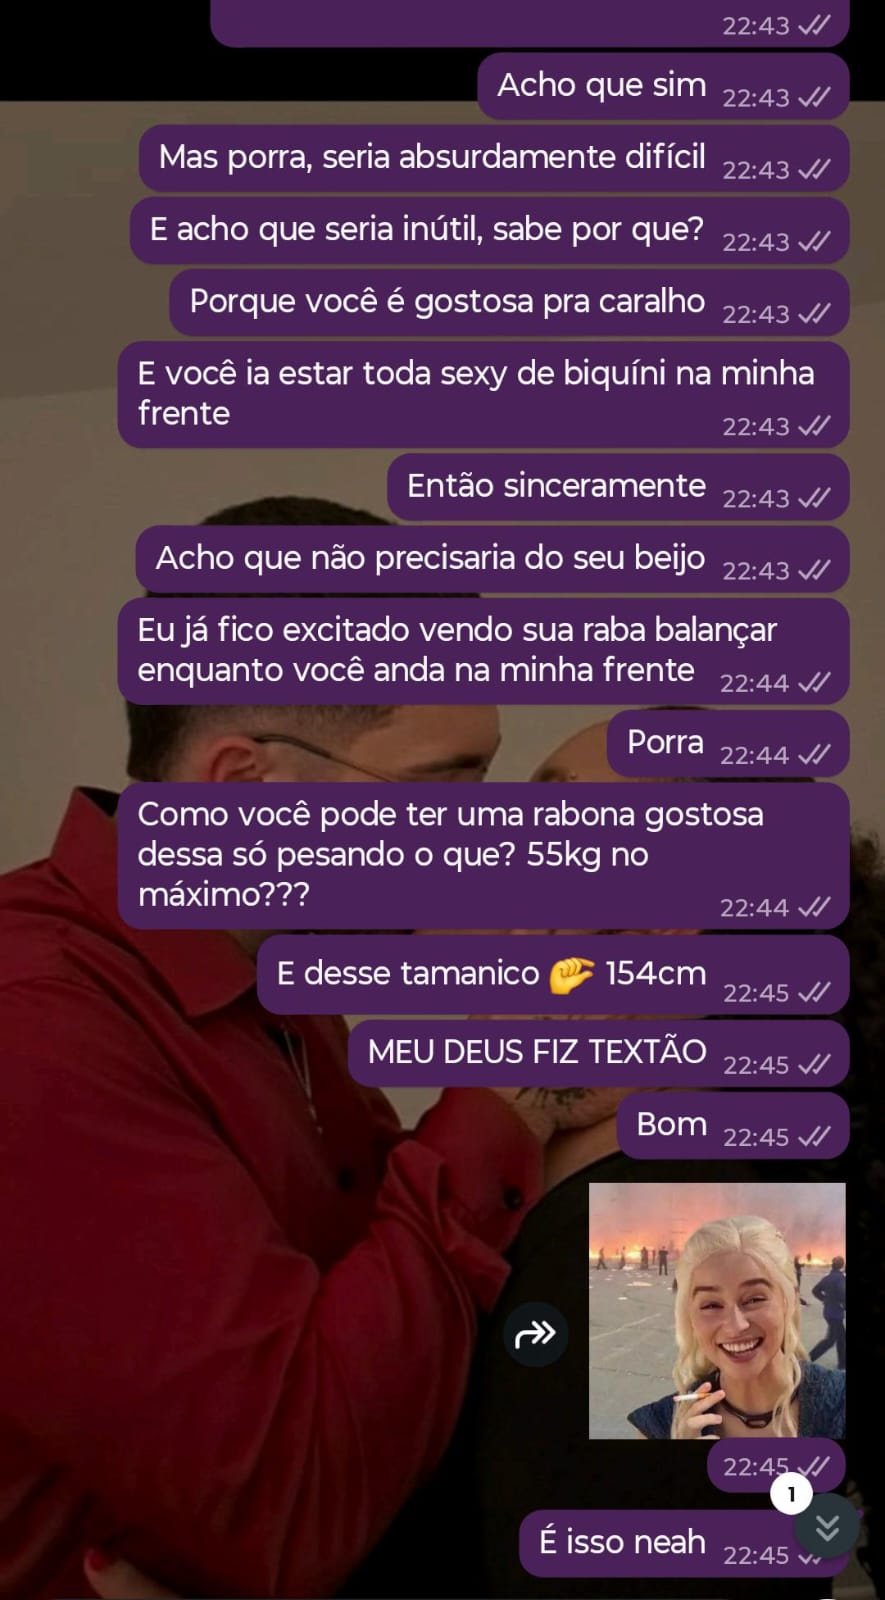 22:43
Acho que sim 22:43
Mas porra, seria absurdamente difícil 22:43
E acho que seria inútil, sabe por que? 22:43
Porque você é gostosa pra caralho 22:43
E você ia estar toda sexy de biquíni na minha
frente 22:43
Então sinceramente 22:43
Acho que não precisaria do seu beijo 22:43
Eu já fico excitado vendo sua raba balançar
enquanto você anda na minha frente 22:44
Porra 22:44
Como você pode ter uma rabona gostosa
dessa só pesando o que? 55kg no
máximo??? 22:44
E desse tamanico 🤏 154cm 22:45
MEU DEUS FIZ TEXTÃO 22:45
Bom 22:45
22:45
1
É isso neah 22:45